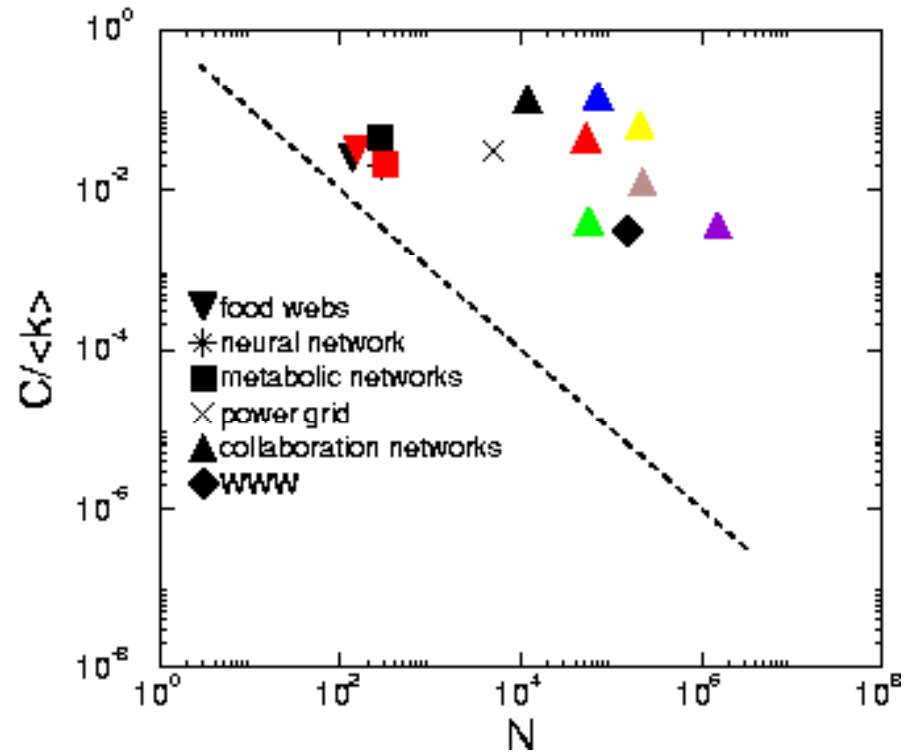 10^0
10^-2
10^-4
10^-6
10^-8
C/<k>
food webs
neural network
metabolic networks
power grid
collaboration networks
WWW
10^0 10^2 10^4 10^6 10^8
N